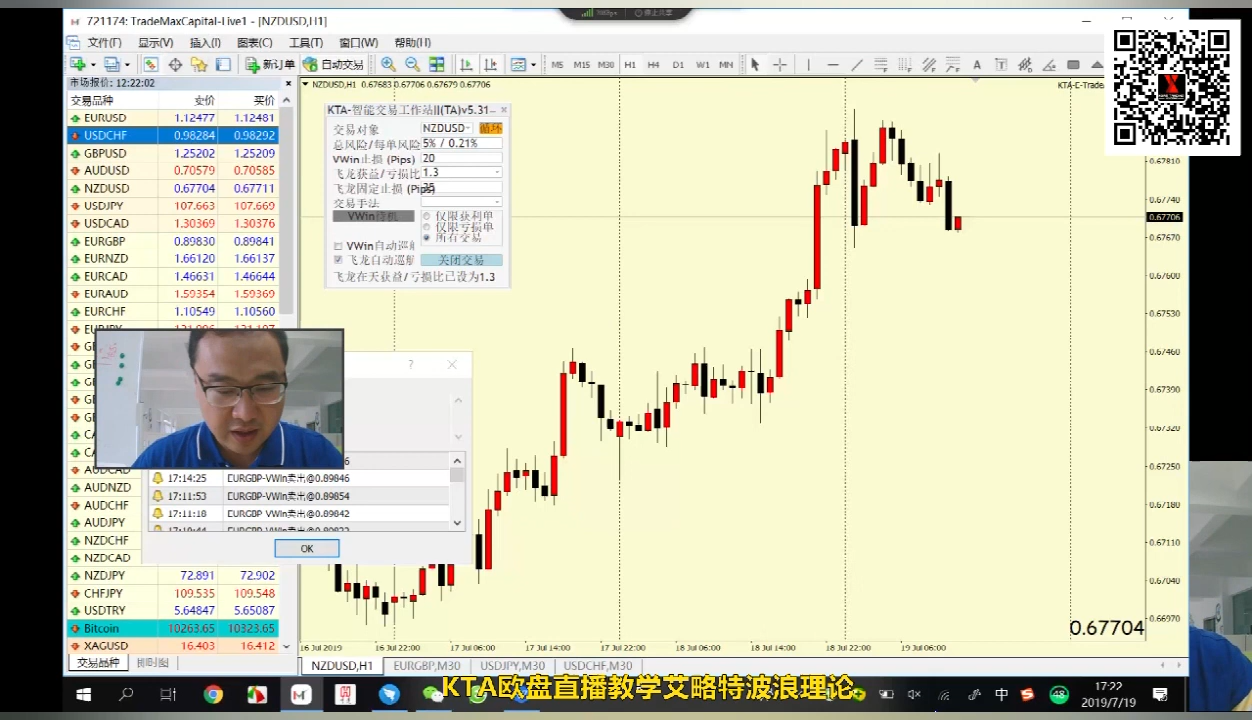 721174: TradeMaxCapital-Live1 - [NZDUSD,H1]
文件(F) 显示(V) 插入(I) 图表(C) 工具(T) 窗口(W) 帮助(H)
新订单 自动交易 M5 M15 M30 H1 H4 D1 W1 MN
市场报价: 12:22:02
交易品种 卖价 买价
EURUSD 1.12477 1.12481
USDCHF 0.98284 0.98292
GBPUSD 1.25202 1.25209
AUDUSD 0.70579 0.70585
NZDUSD 0.67704 0.67711
USDJPY 107.663 107.669
USDCAD 1.30369 1.30376
EURGBP 0.89830 0.89841
EURNZD 1.66120 1.66137
EURCAD 1.46631 1.46644
EURAUD 1.59354 1.59369
EURCHF 1.10549 1.10560
AUDCAD
AUDNZD
AUDCHF
AUDJPY
NZDCHF
NZDCAD
NZDJPY 72.891 72.902
CHFJPY 109.535 109.548
USDTRY 5.64847 5.65087
Bitcoin 10263.65 10323.65
XAGUSD 16.403 16.412
交易品种 即时图
NZDUSD,H1 0.67683 0.67706 0.67679 0.67706
KTA-智能交易工作站II(TA)v5.31...
交易对象 NZDUSD 循环
总风险/每单风险 5% / 0.21%
VWin止损 (Pips) 20
飞龙获益/亏损比 1.3
飞龙固定止损 (Pips)
交易手法
VWin待机
仅限获利单
仅限亏损单
所有交易
VWin自动巡航
飞龙自动巡航
关闭交易
飞龙在天获益/亏损比已设为1.3
17:14:25 EURGBP-VWin卖出@0.89846
17:11:53 EURGBP-VWin卖出@0.89854
17:11:18 EURGBP-VWin卖出@0.89842
OK
0.67810
0.67740
0.67706
0.67670
0.67600
0.67530
0.67460
0.67390
0.67320
0.67250
0.67180
0.67110
0.67040
0.66970
0.67704
16 Jul 2019 16 Jul 22:00 17 Jul 06:00 17 Jul 14:00 17 Jul 22:00 18 Jul 06:00 18 Jul 14:00 18 Jul 22:00 19 Jul 06:00
NZDUSD,H1 EURGBP,M30 USDJPY,M30 USDCHF,M30
KTA欧盘直播教学艾略特波浪理论
中
48
17:22
2019/7/19